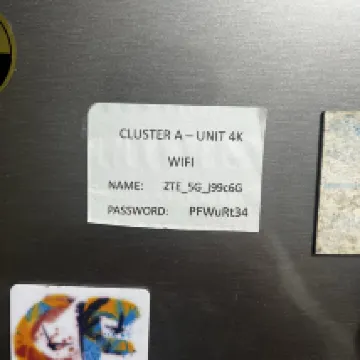 CLUSTER A – UNIT 4K
WIFI
NAME: ZTE_5G_J99c6G
PASSWORD: PFWuRt34